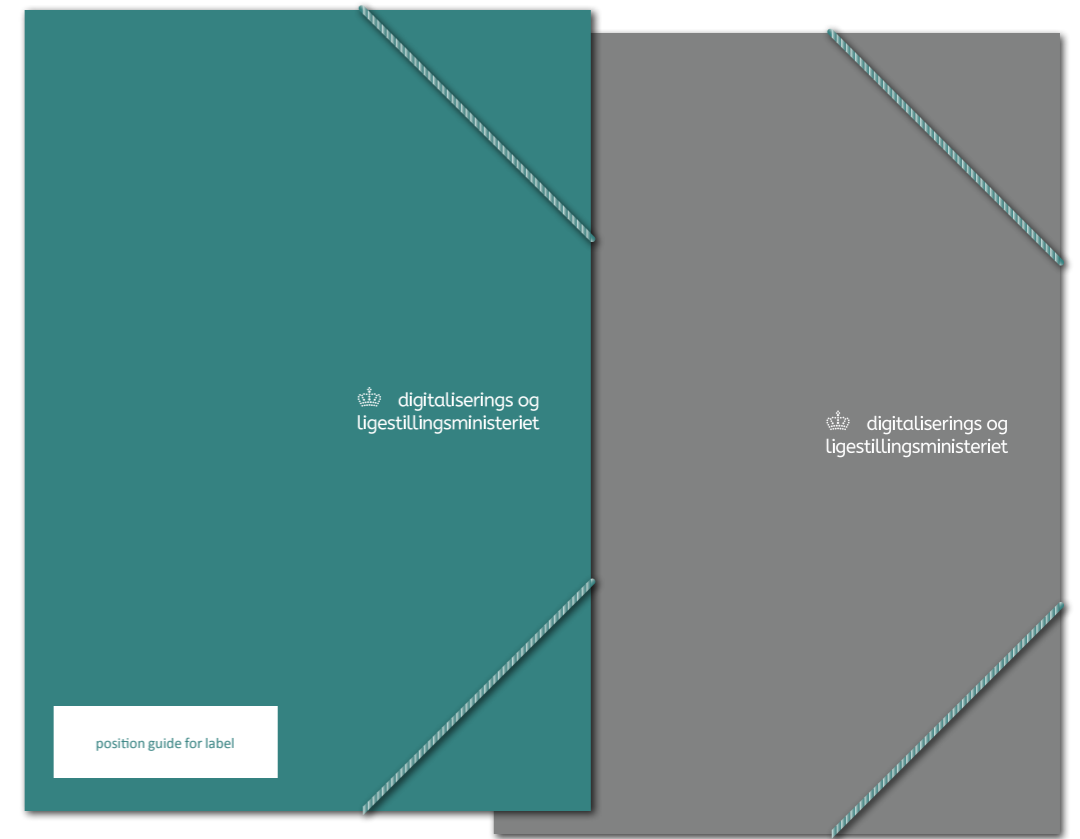 digitaliserings og
ligestillingsministeriet
digitaliserings og
ligestillingsministeriet
position guide for label